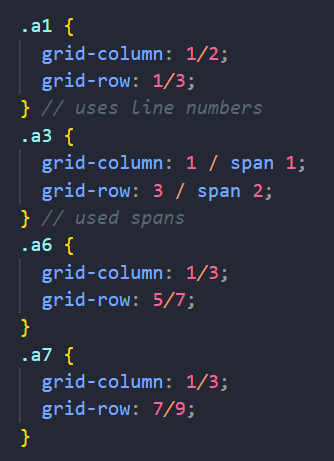 .a1 {
grid-column: 1/2;
grid-row: 1/3;
} // uses line numbers
.a3 {
grid-column: 1 / span 1;
grid-row: 3 / span 2;
} // used spans
.a6 {
grid-column: 1/3;
grid-row: 5/7;
}
.a7 {
grid-column: 1/3;
grid-row: 7/9;
}